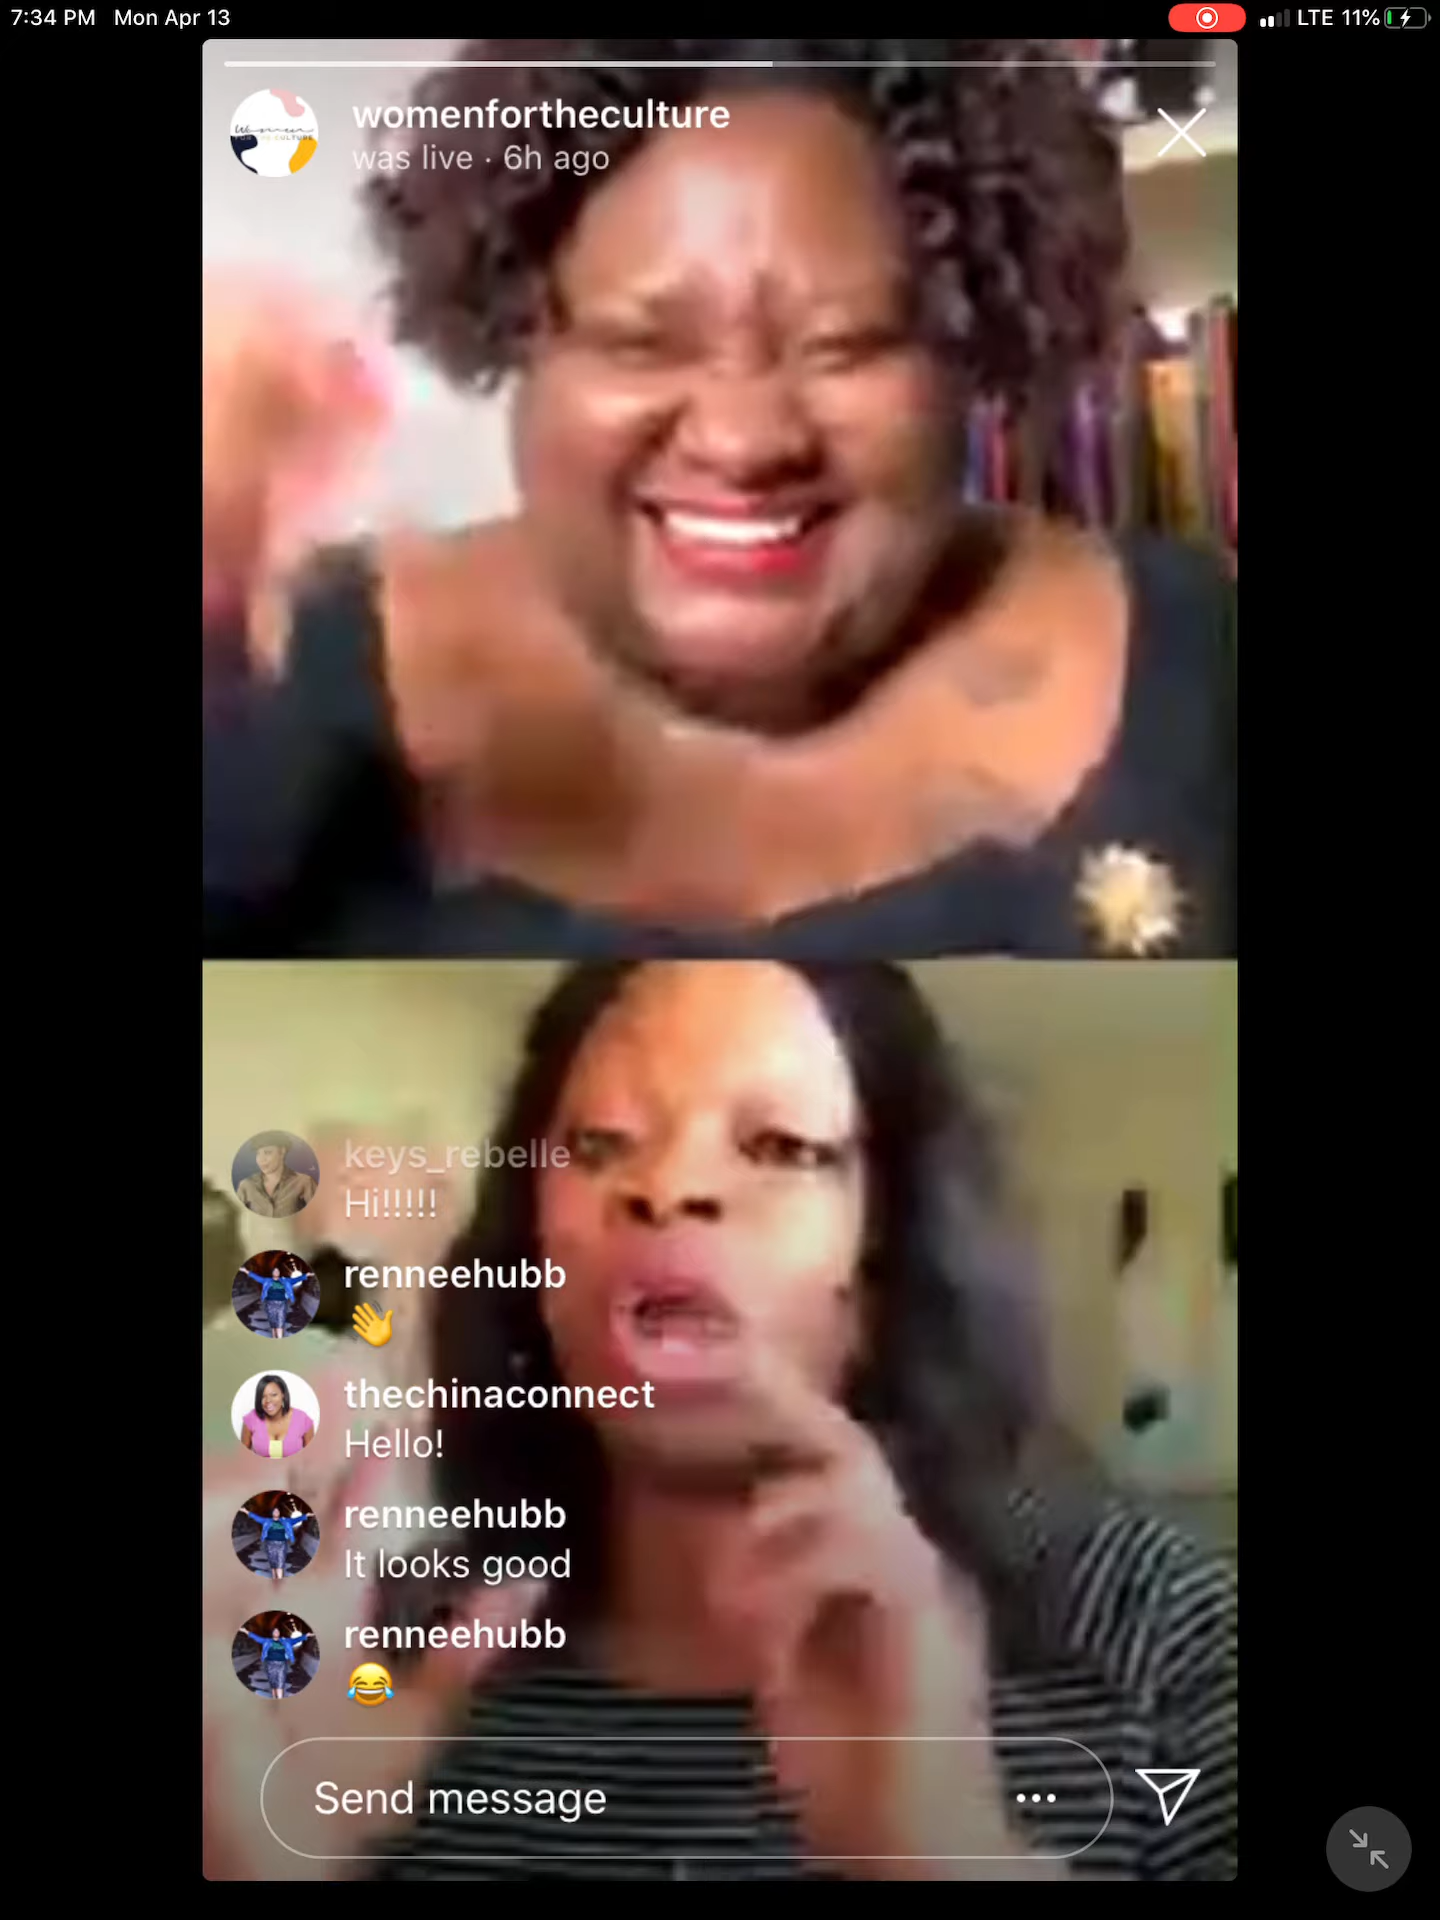 7:34 PM Mon Apr 13
LTE 11%
womenfortheculture
was live · 6h ago
keys_rebelle
Hi!!!!!
renneehubb
👋
thechinaconnect
Hello!
renneehubb
It looks good
renneehubb
😂
Send message